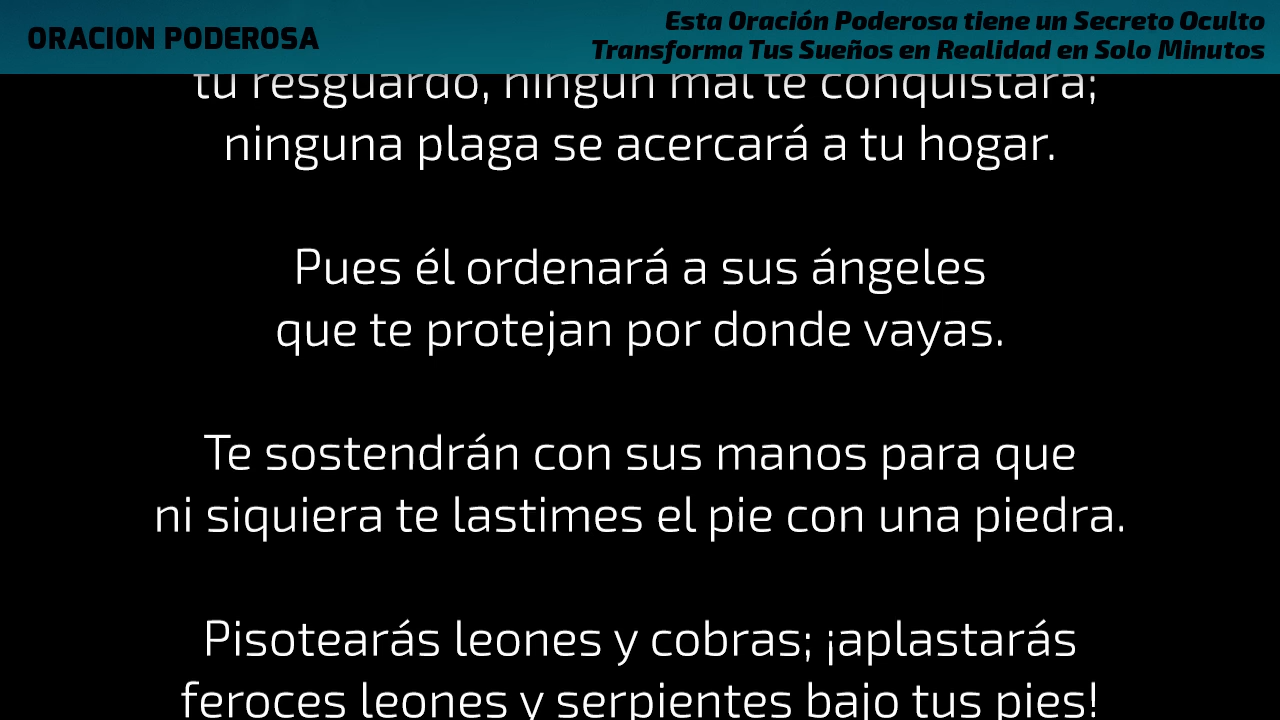 ORACION PODEROSA
Esta Oración Poderosa tiene un Secreto Oculto
Transforma Tus Sueños en Realidad en Solo Minutos
tu resguardo, ningún mal te conquistará;
ninguna plaga se acercará a tu hogar.
Pues él ordenará a sus ángeles
que te protejan por donde vayas.
Te sostendrán con sus manos para que
ni siquiera te lastimes el pie con una piedra.
Pisotearás leones y cobras; ¡aplastarás
feroces leones y serpientes bajo tus pies!